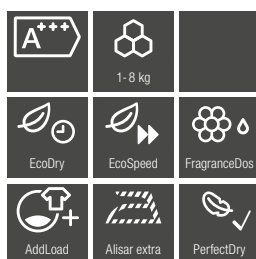 A+++
1- 8 kg
EcoDry
EcoSpeed
FragranceDos
AddLoad
Alisar extra
PerfectDry